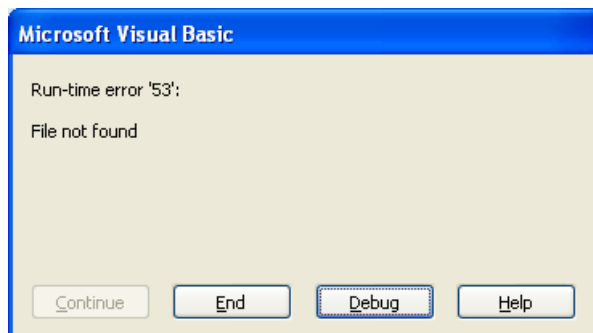 Microsoft Visual Basic
Run-time error '53':
File not found
Continue End Debug Help